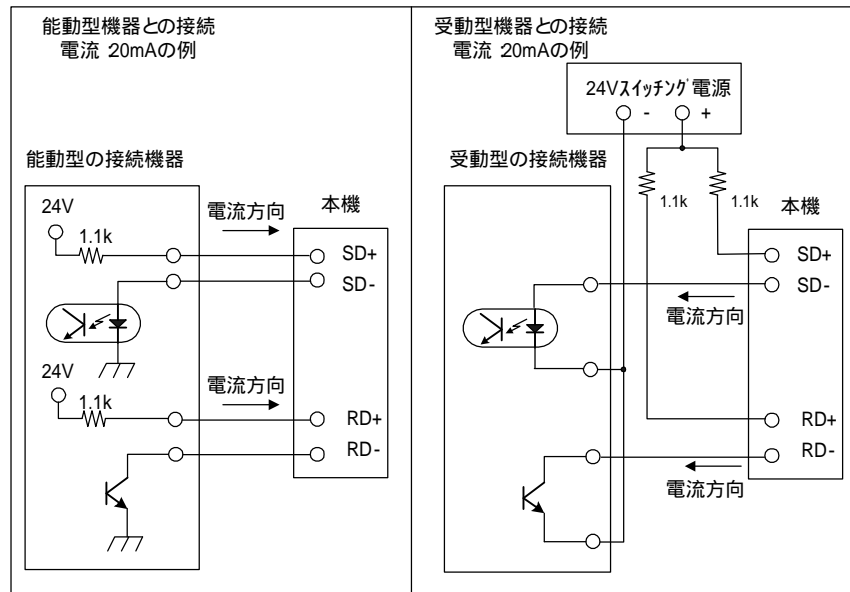 能動型機器との接続
電流 20mAの例
能動型の接続機器
24V
1.1k
電流方向
本機
SD+
SD-
24V
1.1k
電流方向
RD+
RD-
受動型機器との接続
電流 20mAの例
24Vｽｲｯﾁﾝｸﾞ電源
- +
受動型の接続機器
1.1k
1.1k
本機
SD+
SD-
電流方向
RD+
RD-
電流方向